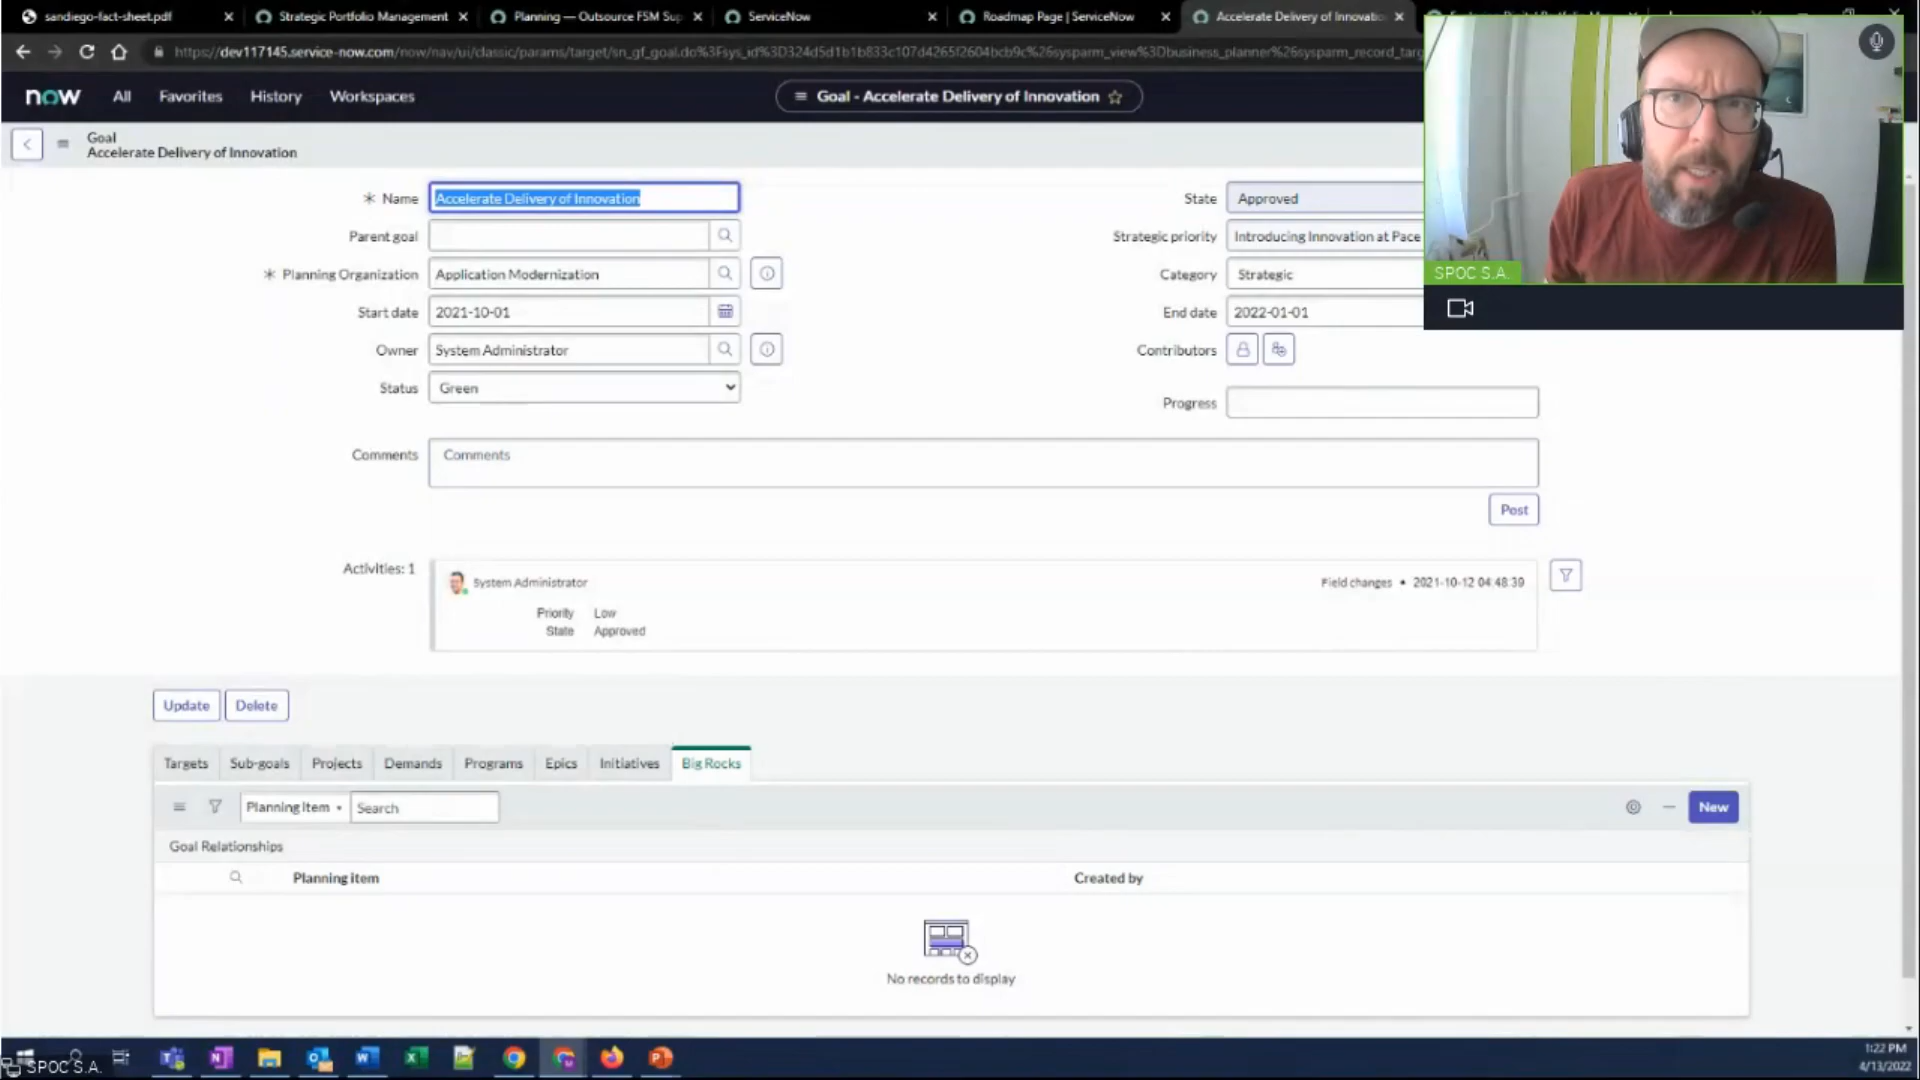 sandiego-fact-sheet.pdf
Strategic Portfolio Management
Planning — Outsource FSM Sup
ServiceNow
Roadmap Page | ServiceNow
Accelerate Delivery of Innovatio
https://dev117145.service-now.com/now/nav/ui/classic/params/target/sn_gf_goal.do%3Fsys_id%3D324d5d1b1b833c107d4265f2604bcb9c%26sysparm_view%3Dbusiness_planner%26sysparm_record_targ
now All Favorites History Workspaces
Goal - Accelerate Delivery of Innovation
Goal
Accelerate Delivery of Innovation
* Name Accelerate Delivery of Innovation
State Approved
Parent goal
Strategic priority Introducing Innovation at Pace
* Planning Organization Application Modernization
Category Strategic
Start date 2021-10-01
End date 2022-01-01
Owner System Administrator
Contributors
Status Green
Progress
Comments Comments
Post
Activities: 1
System Administrator
Field changes • 2021-10-12 04:48:39
Priority Low
State Approved
Update Delete
Targets Sub-goals Projects Demands Programs Epics Initiatives Big Rocks
Planning item Search New
Goal Relationships
Planning item Created by
No records to display
SPOC S.A.
SPOC S.A.
1:22 PM
4/13/2022